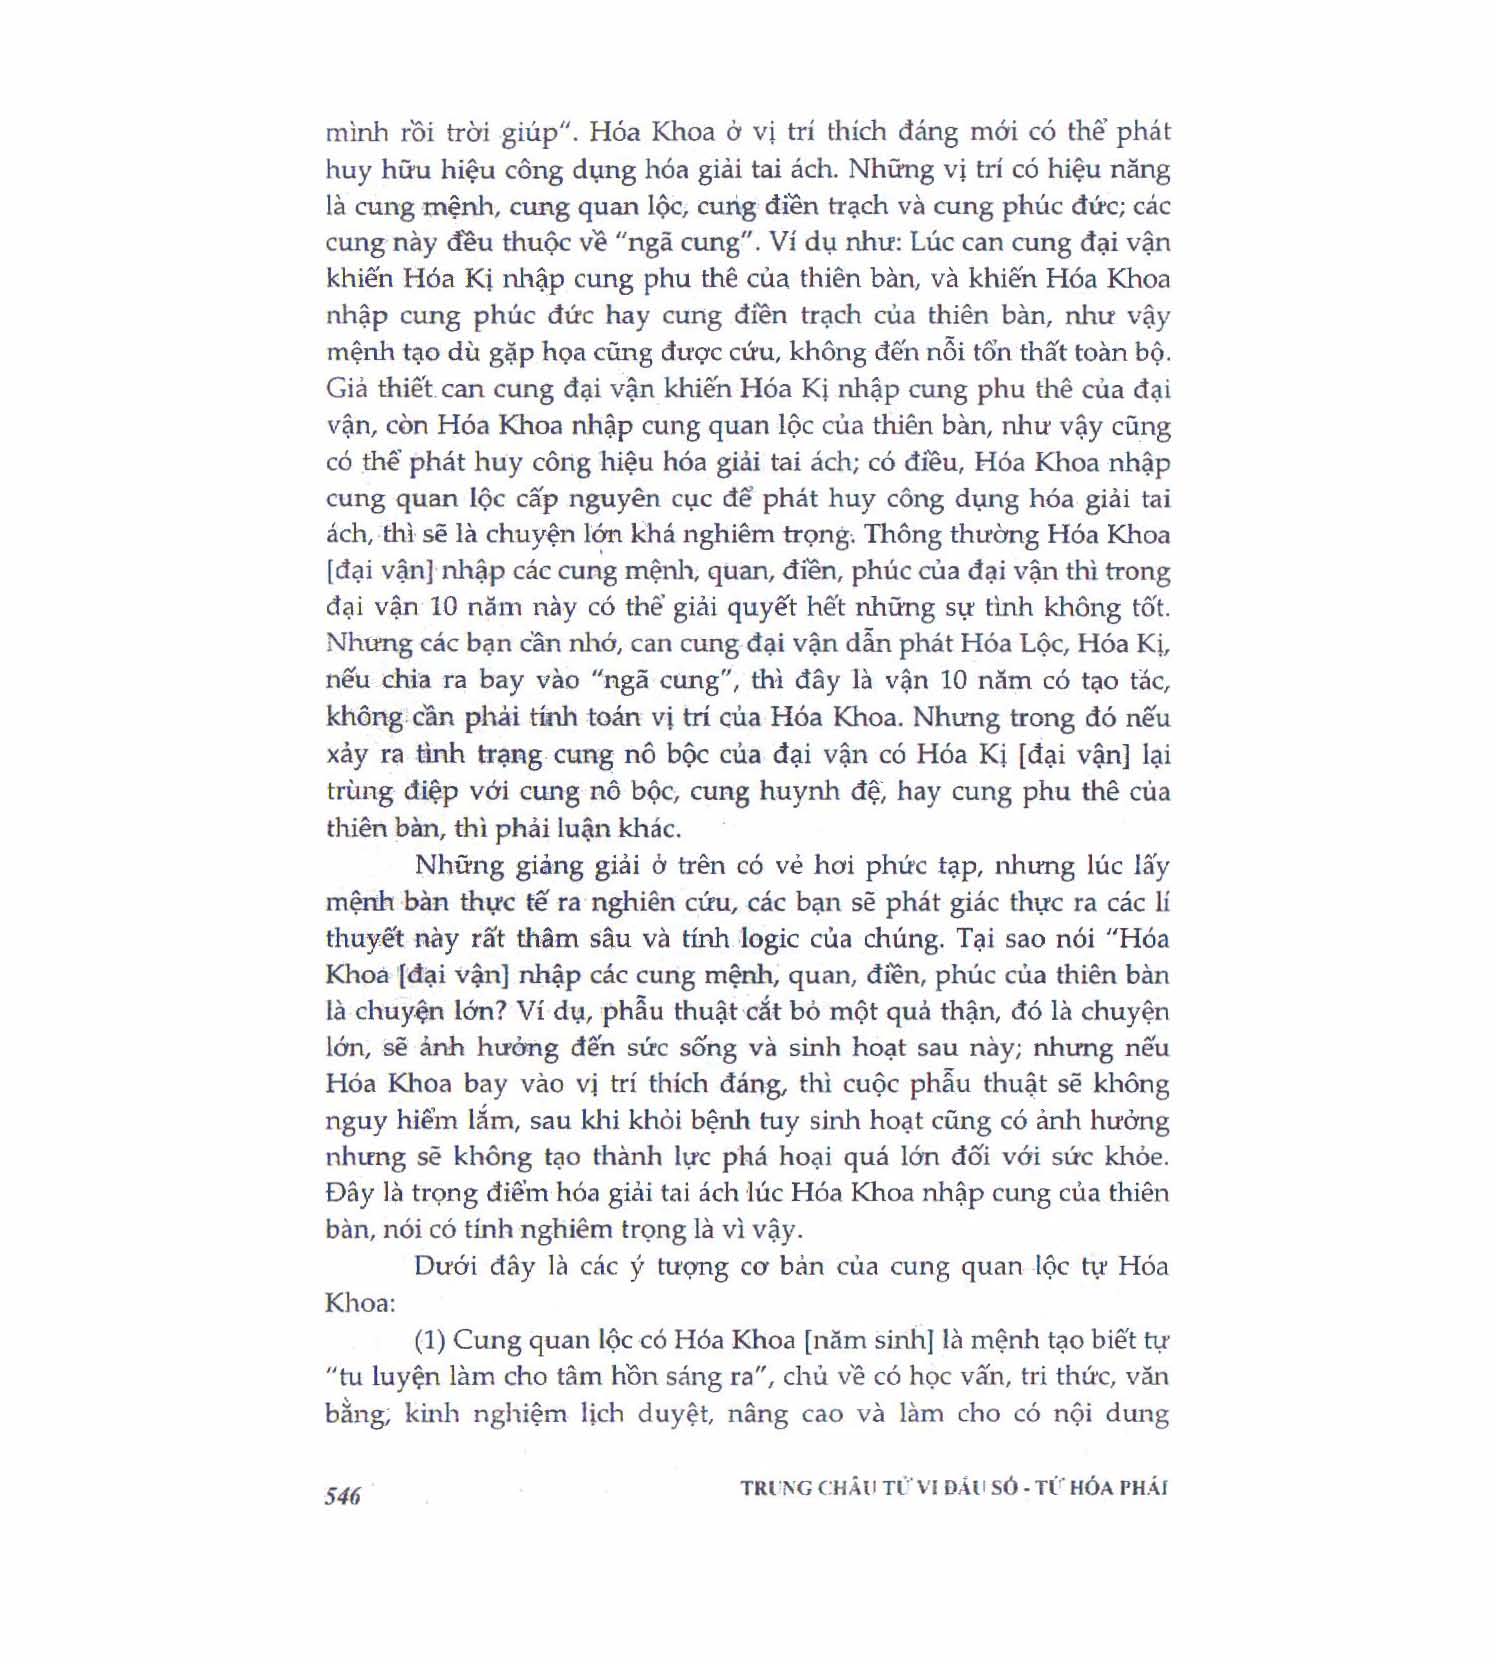 mình rồi trời giúp". Hóa Khoa ở vị trí thích đáng mới có thể phát
huy hữu hiệu công dụng hóa giải tai ách. Những vị trí có hiệu năng
là cung mệnh, cung quan lộc, cung điền trạch và cung phúc đức; các
cung này đều thuộc về "ngã cung". Ví dụ như: Lúc can cung đại vận
khiến Hóa Kị nhập cung phu thê của thiên bàn, và khiến Hóa Khoa
nhập cung phúc đức hay cung điền trạch của thiên bàn, như vậy
mệnh tạo dù gặp họa cũng được cứu, không đến nỗi tổn thất toàn bộ.
Giả thiết can cung đại vận khiến Hóa Kị nhập cung phu thê của đại
vận, còn Hóa Khoa nhập cung quan lộc của thiên bàn, như vậy cũng
có thể phát huy công hiệu hóa giải tai ách; có điều, Hóa Khoa nhập
cung quan lộc cấp nguyên cục để phát huy công dụng hóa giải tai
ách, thì sẽ là chuyện lớn khá nghiêm trọng. Thông thường Hóa Khoa
[đại vận] nhập các cung mệnh, quan, điền, phúc của đại vận thì trong
đại vận 10 năm này có thể giải quyết hết những sự tình không tốt.
Nhưng các bạn cần nhớ, can cung đại vận dẫn phát Hóa Lộc, Hóa Kị,
nếu chia ra bay vào "ngã cung", thì đây là vận 10 năm có tạo tác,
không cần phải tính toán vị trí của Hóa Khoa. Nhưng trong đó nếu
xảy ra tình trạng cung nô bộc của đại vận có Hóa Kị [đại vận] lại
trùng điệp với cung nô bộc, cung huynh đệ, hay cung phu thê của
thiên bàn, thì phải luận khác.
Những giảng giải ở trên có vẻ hơi phức tạp, nhưng lúc lấy
mệnh bàn thực tế ra nghiên cứu, các bạn sẽ phát giác thực ra các lí
thuyết này rất thâm sâu và tính logic của chúng. Tại sao nói "Hóa
Khoa [đại vận] nhập các cung mệnh, quan, điền, phúc của thiên bàn
là chuyện lớn? Ví dụ, phẫu thuật cắt bỏ một quả thận, đó là chuyện
lớn, sẽ ảnh hưởng đến sức sống và sinh hoạt sau này; nhưng nếu
Hóa Khoa bay vào vị trí thích đáng, thì cuộc phẫu thuật sẽ không
nguy hiểm lắm, sau khi khỏi bệnh tuy sinh hoạt cũng có ảnh hưởng
nhưng sẽ không tạo thành lực phá hoại quá lớn đối với sức khỏe.
Đây là trọng điểm hóa giải tai ách lúc Hóa Khoa nhập cung của thiên
bàn, nói có tính nghiêm trọng là vì vậy.
Dưới đây là các ý tượng cơ bản của cung quan lộc tự Hóa
Khoa:
(1) Cung quan lộc có Hóa Khoa [năm sinh] là mệnh tạo biết tự
"tu luyện làm cho tâm hồn sáng ra", chủ về có học vấn, tri thức, văn
bằng, kinh nghiệm lịch duyệt, nâng cao và làm cho có nội dung
546
TRUNG CHÂU TỬ VI ĐẨU SỐ - TỨ HÓA PHÁI